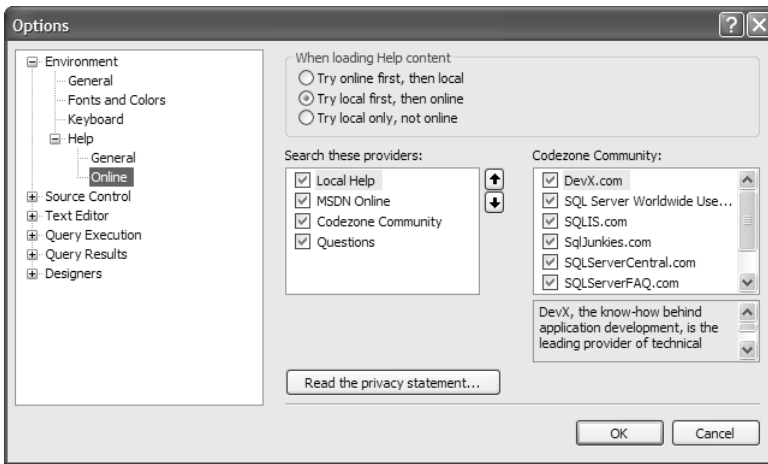 Options
Environment
General
Fonts and Colors
Keyboard
Help
General
Online
Source Control
Text Editor
Query Execution
Query Results
Designers
When loading Help content
Try online first, then local
Try local first, then online
Try local only, not online
Search these providers:
Local Help
MSDN Online
Codezone Community
Questions
Codezone Community:
DevX.com
SQL Server Worldwide Use...
SQLIS.com
SqlJunkies.com
SQLServerCentral.com
SQLServerFAQ.com
DevX, the know-how behind
application development, is the
leading provider of technical
Read the privacy statement...
OK
Cancel